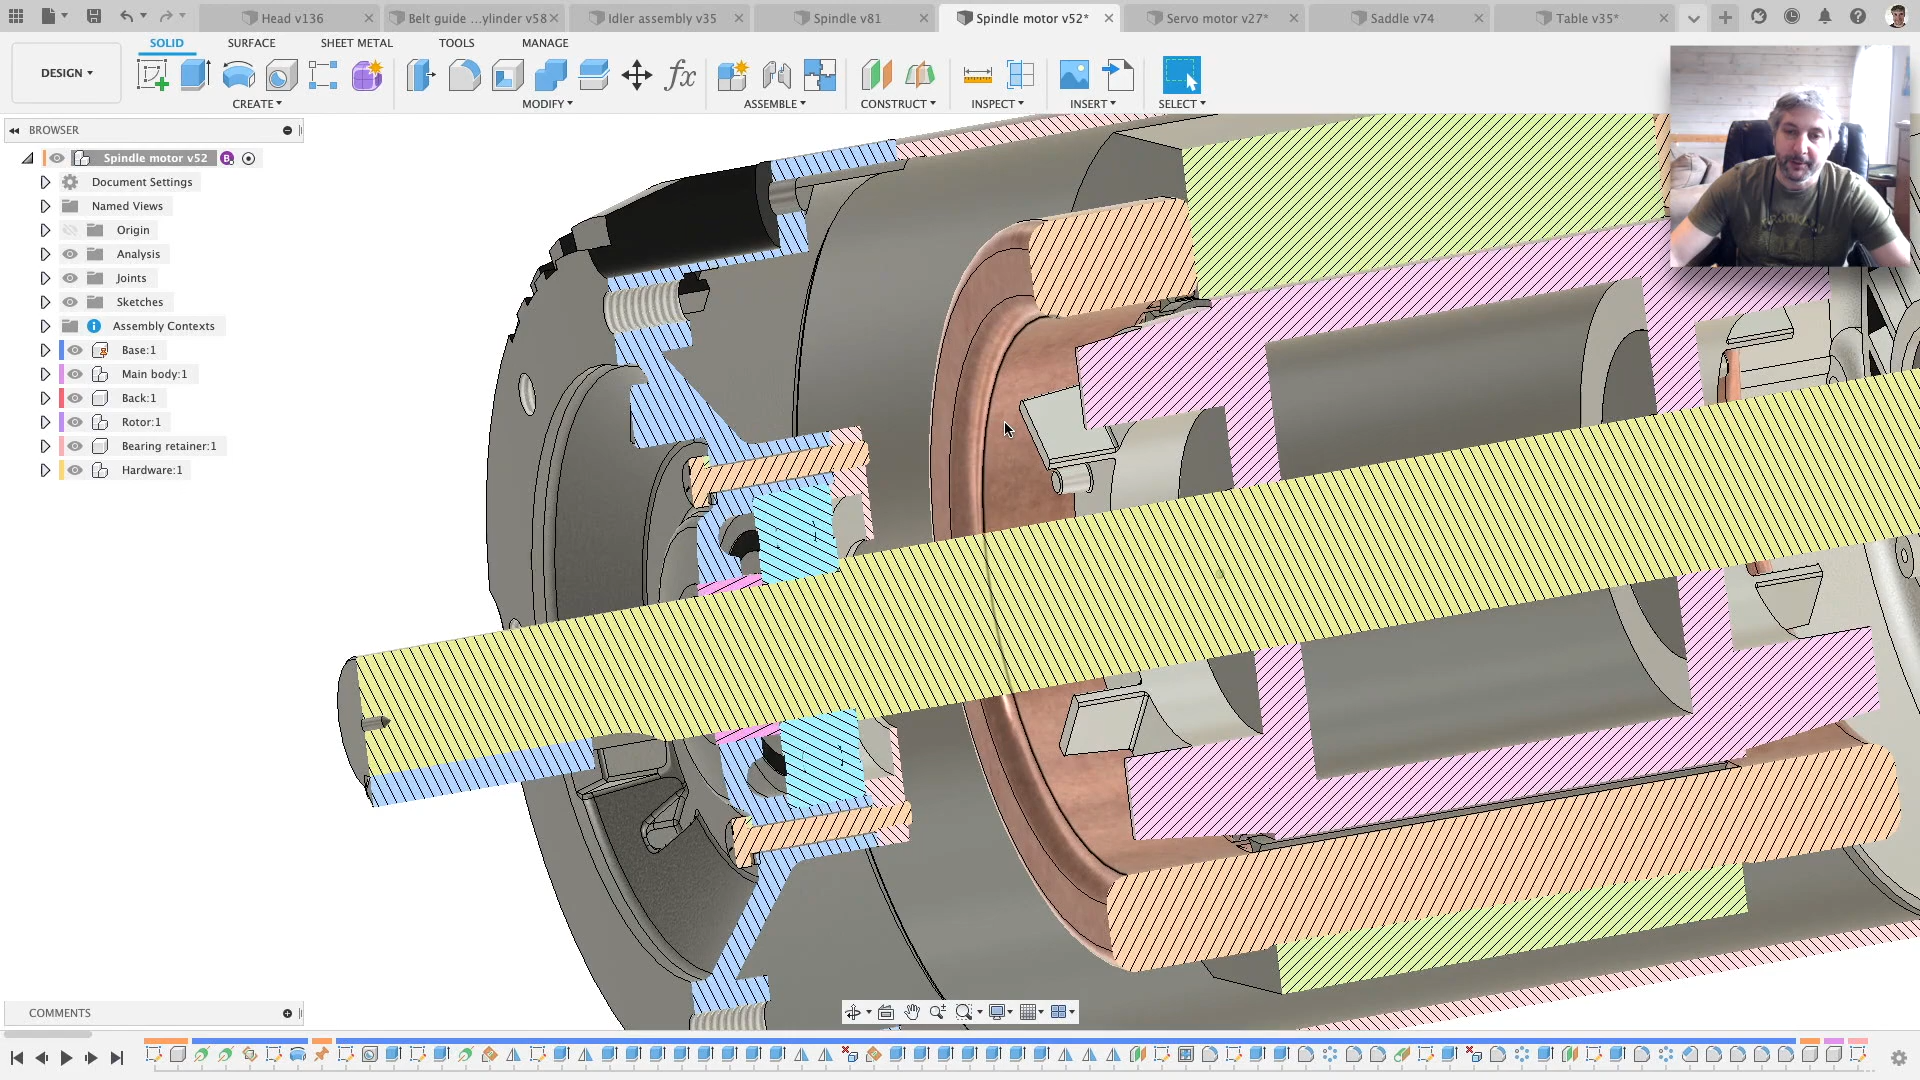 Head v136
Belt guide ...ylinder v58
Idler assembly v35
Spindle v81
Spindle motor v52*
Servo motor v27*
Saddle v74
Table v35*
SOLID
SURFACE
SHEET METAL
TOOLS
MANAGE
DESIGN
CREATE
MODIFY
ASSEMBLE
CONSTRUCT
INSPECT
INSERT
SELECT
BROWSER
Spindle motor v52
Document Settings
Named Views
Origin
Analysis
Joints
Sketches
Assembly Contexts
Base:1
Main body:1
Back:1
Rotor:1
Bearing retainer:1
Hardware:1
COMMENTS